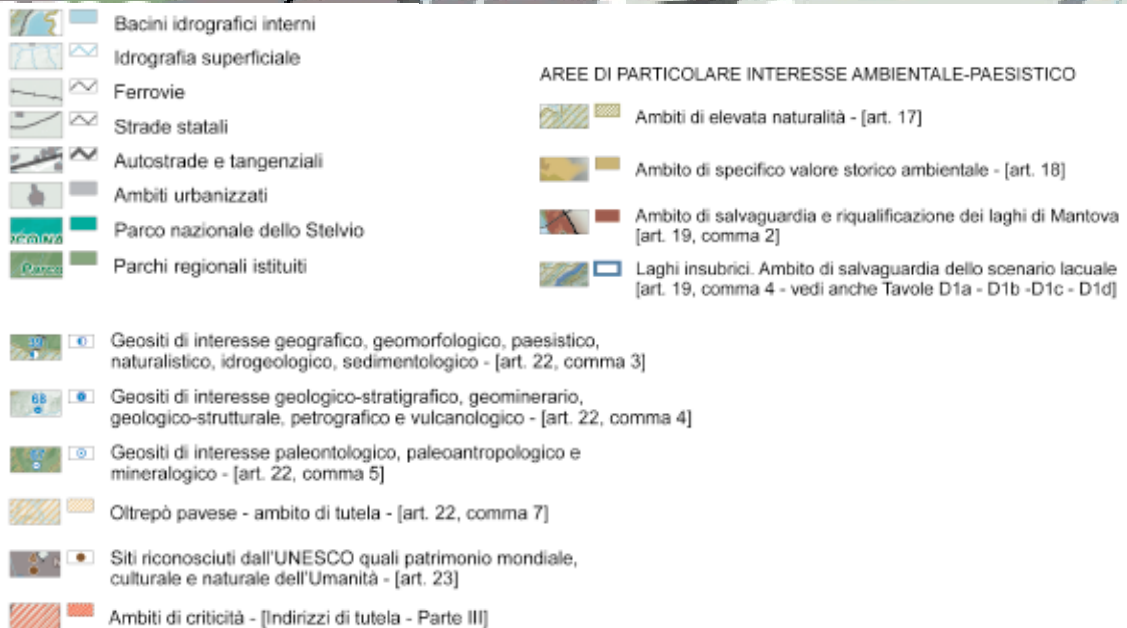 Bacini idrografici interni
Idrografia superficiale
Ferrovie
Strade statali
Autostrade e tangenziali
Ambiti urbanizzati
Parco nazionale dello Stelvio
Parchi regionali istituiti
AREE DI PARTICOLARE INTERESSE AMBIENTALE-PAESISTICO
Ambiti di elevata naturalità - [art. 17]
Ambito di specifico valore storico ambientale - [art. 18]
Ambito di salvaguardia e riqualificazione dei laghi di Mantova
[art. 19, comma 2]
Laghi insubrici. Ambito di salvaguardia dello scenario lacuale
[art. 19, comma 4 - vedi anche Tavole D1a - D1b -D1c - D1d]
Geositi di interesse geografico, geomorfologico, paesistico,
naturalistico, idrogeologico, sedimentologico - [art. 22, comma 3]
68
Geositi di interesse geologico-stratigrafico, geominerario,
geologico-strutturale, petrografico e vulcanologico - [art. 22, comma 4]
Geositi di interesse paleontologico, paleoantropologico e
mineralogico - [art. 22, comma 5]
Oltrepò pavese - ambito di tutela - [art. 22, comma 7]
Siti riconosciuti dall'UNESCO quali patrimonio mondiale,
culturale e naturale dell'Umanità - [art. 23]
Ambiti di criticità - [Indirizzi di tutela - Parte III]